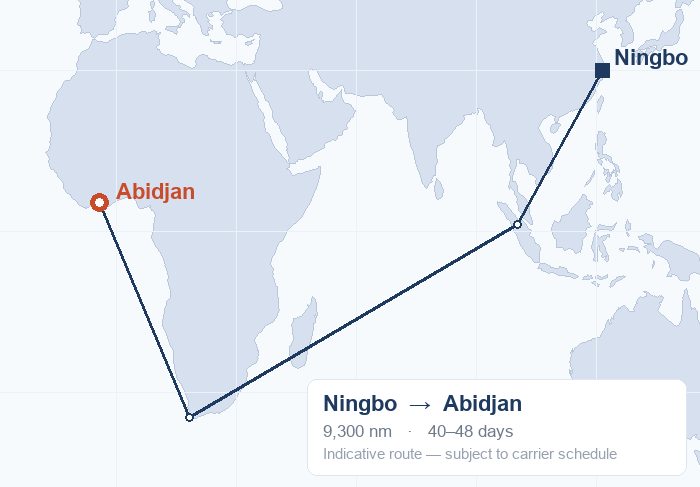 Ningbo
Abidjan
Ningbo → Abidjan
9,300 nm · 40–48 days
Indicative route — subject to carrier schedule